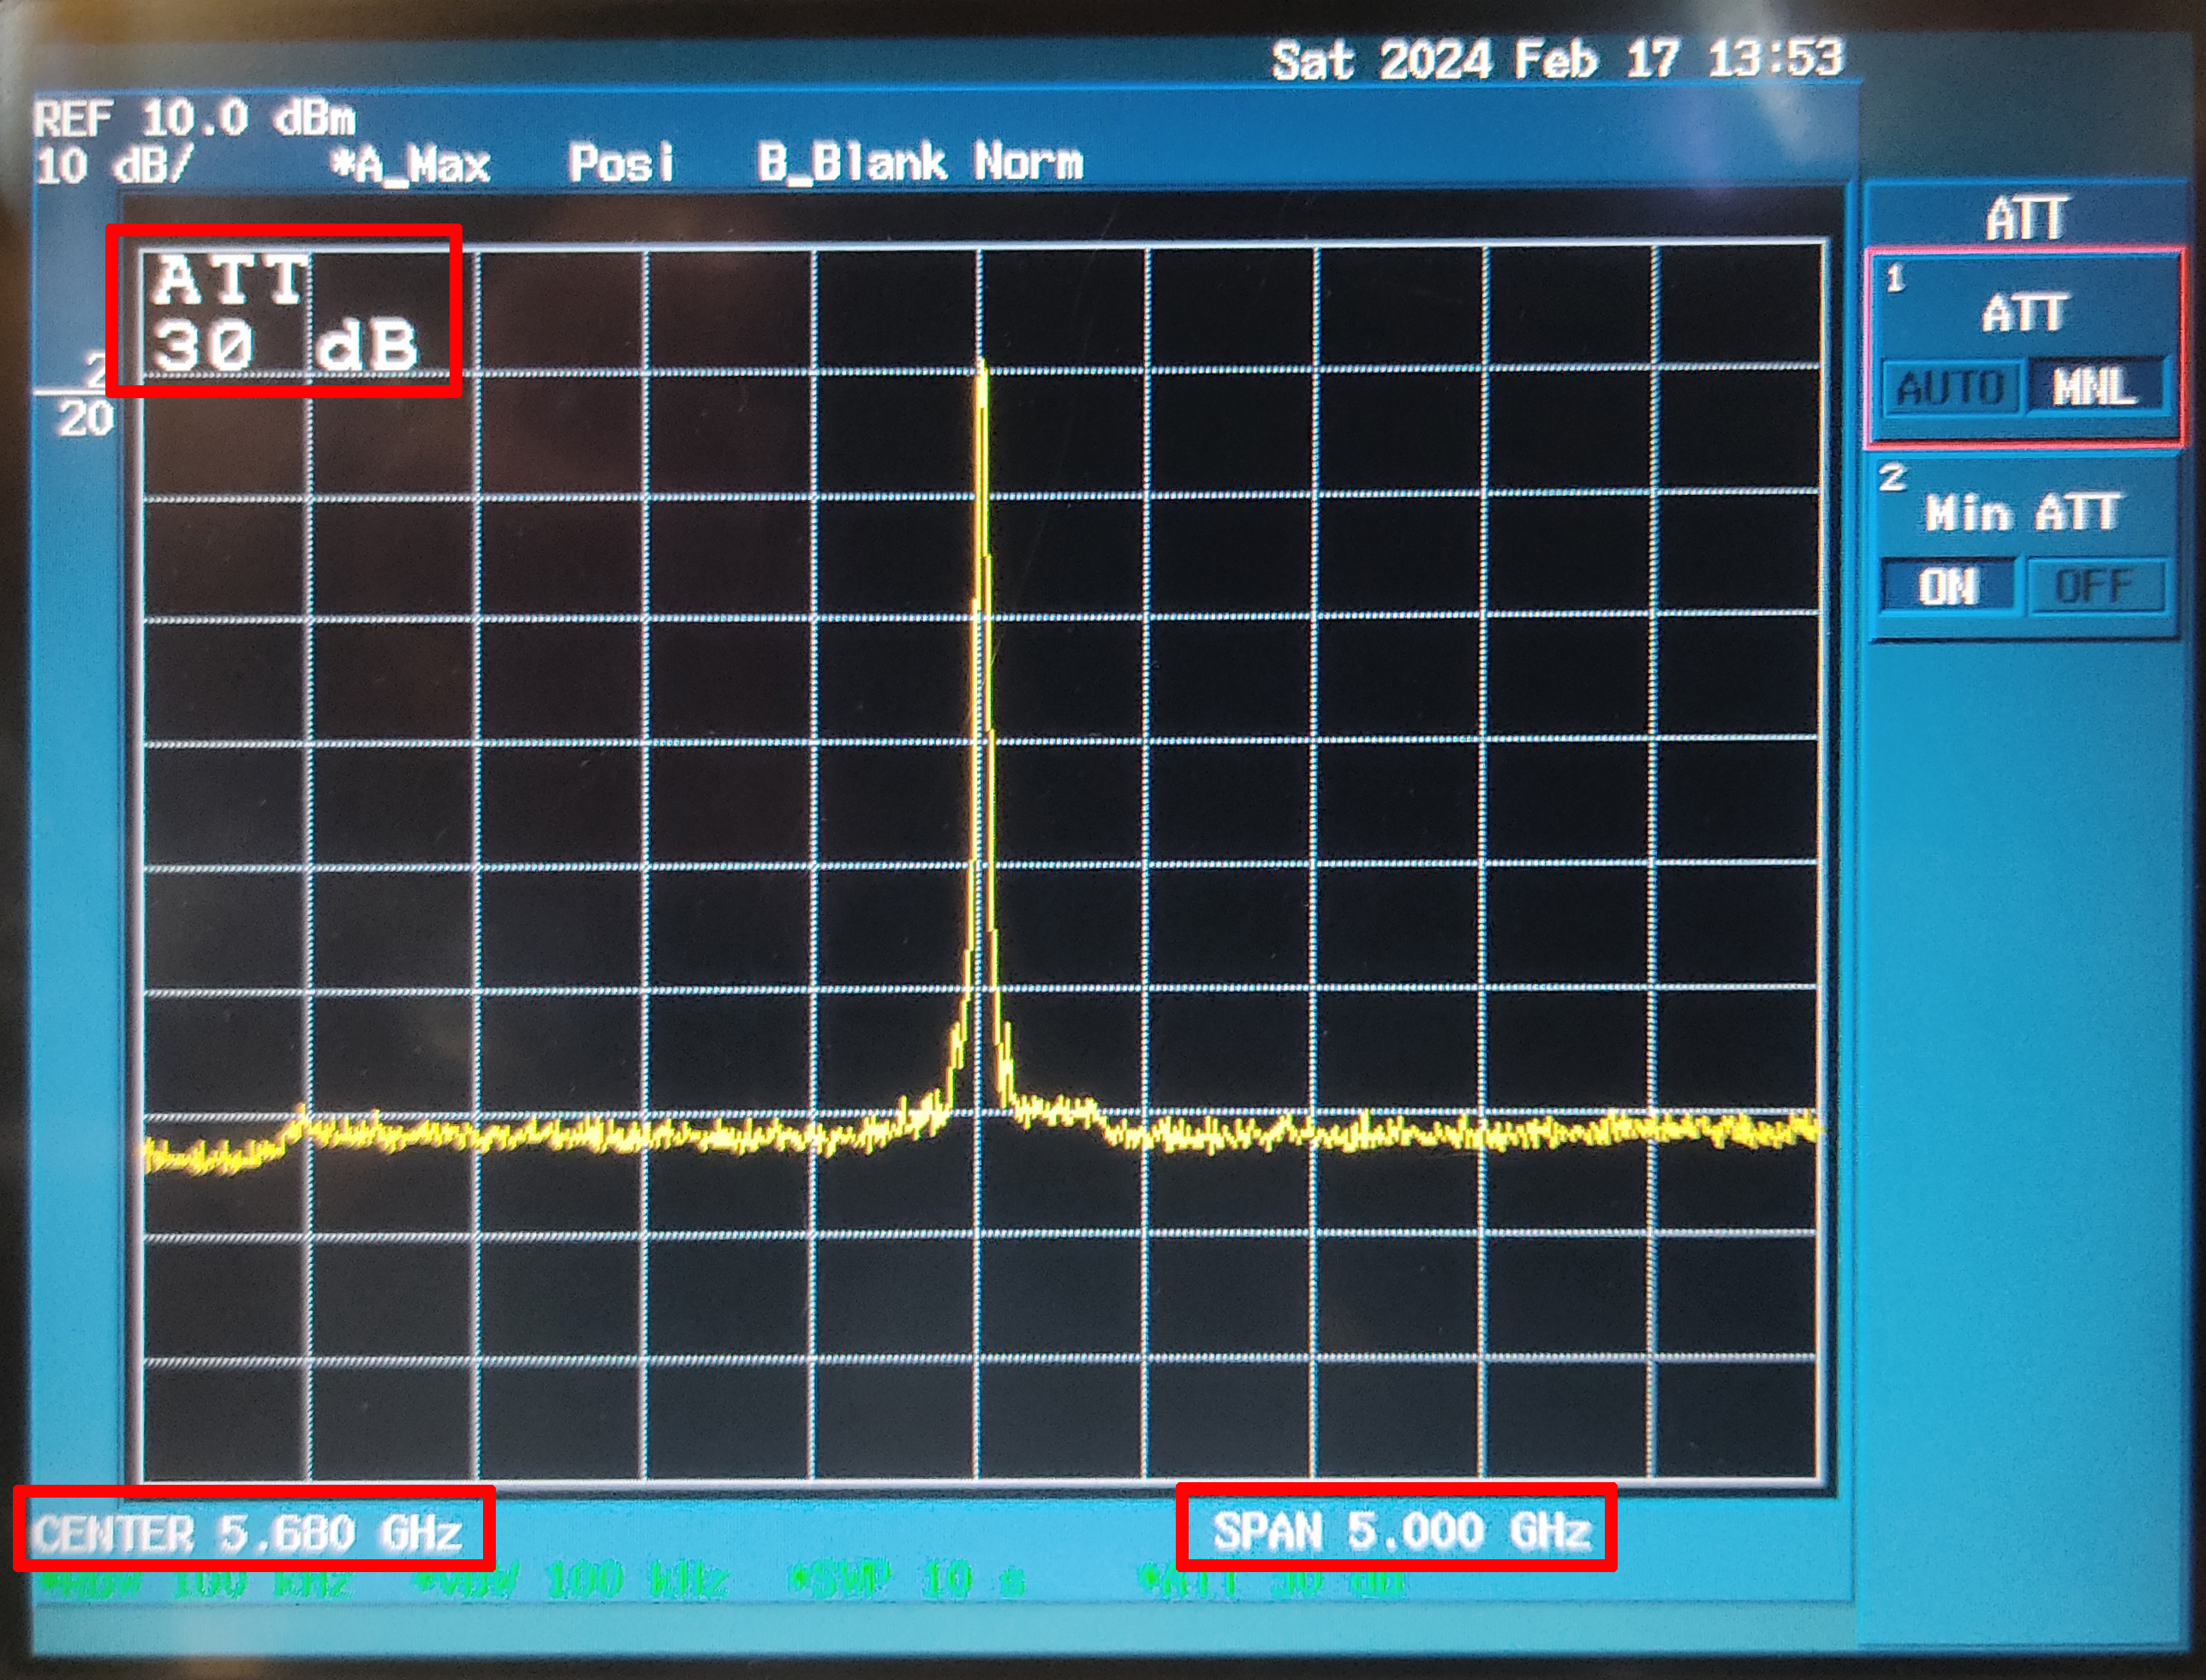 Sat 2024 Feb 17 13:53
REF 10.0 dBm
10 dB/ *A_Max Posi B_Blank Norm
ATT
30 dB
2
20
ATT
1
ATT
AUTO MNL
2
Min ATT
ON OFF
CENTER 5.680 GHz SPAN 5.000 GHz
*RBW 100 kHz *VBW 100 kHz *SWP 10 s *ATT 30 dB